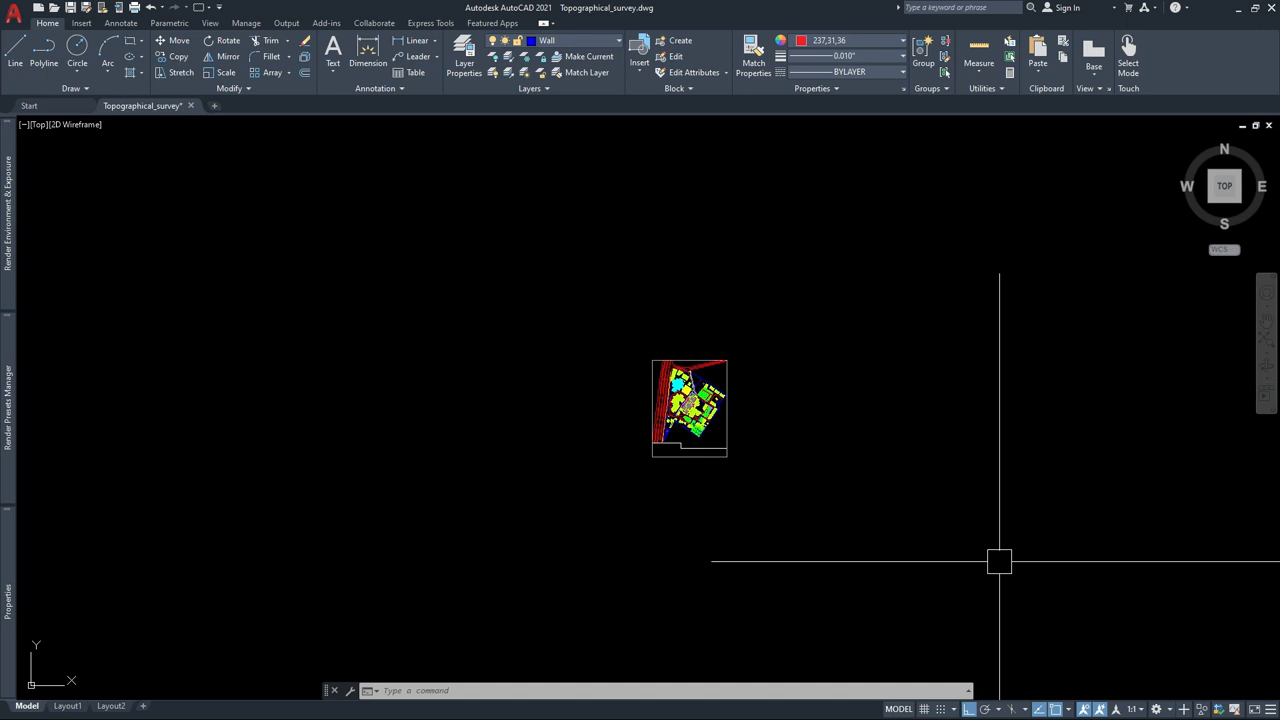 Autodesk AutoCAD 2021 Topographical_survey.dwg
Type a keyword or phrase
Sign In
Home Insert Annotate Parametric View Manage Output Add-ins Collaborate Express Tools Featured Apps
Line Polyline Circle Arc
Move Rotate Trim
Copy Mirror Fillet
Stretch Scale Array
Text Dimension
Linear
Leader
Table
Layer Properties
Wall
Make Current
Match Layer
Insert
Create
Edit
Edit Attributes
Match Properties
237,31,36
0.010"
BYLAYER
Group
Measure
Paste
Base
Select Mode
Draw Modify Annotation Layers Block Properties Groups Utilities Clipboard View Touch
Start Topographical_survey*
[−][Top][2D Wireframe]
Render Environment & Exposure
Render Presets Manager
Properties
N
W TOP E
S
WCS
Y
X
Type a command
Model Layout1 Layout2
MODEL 1:1